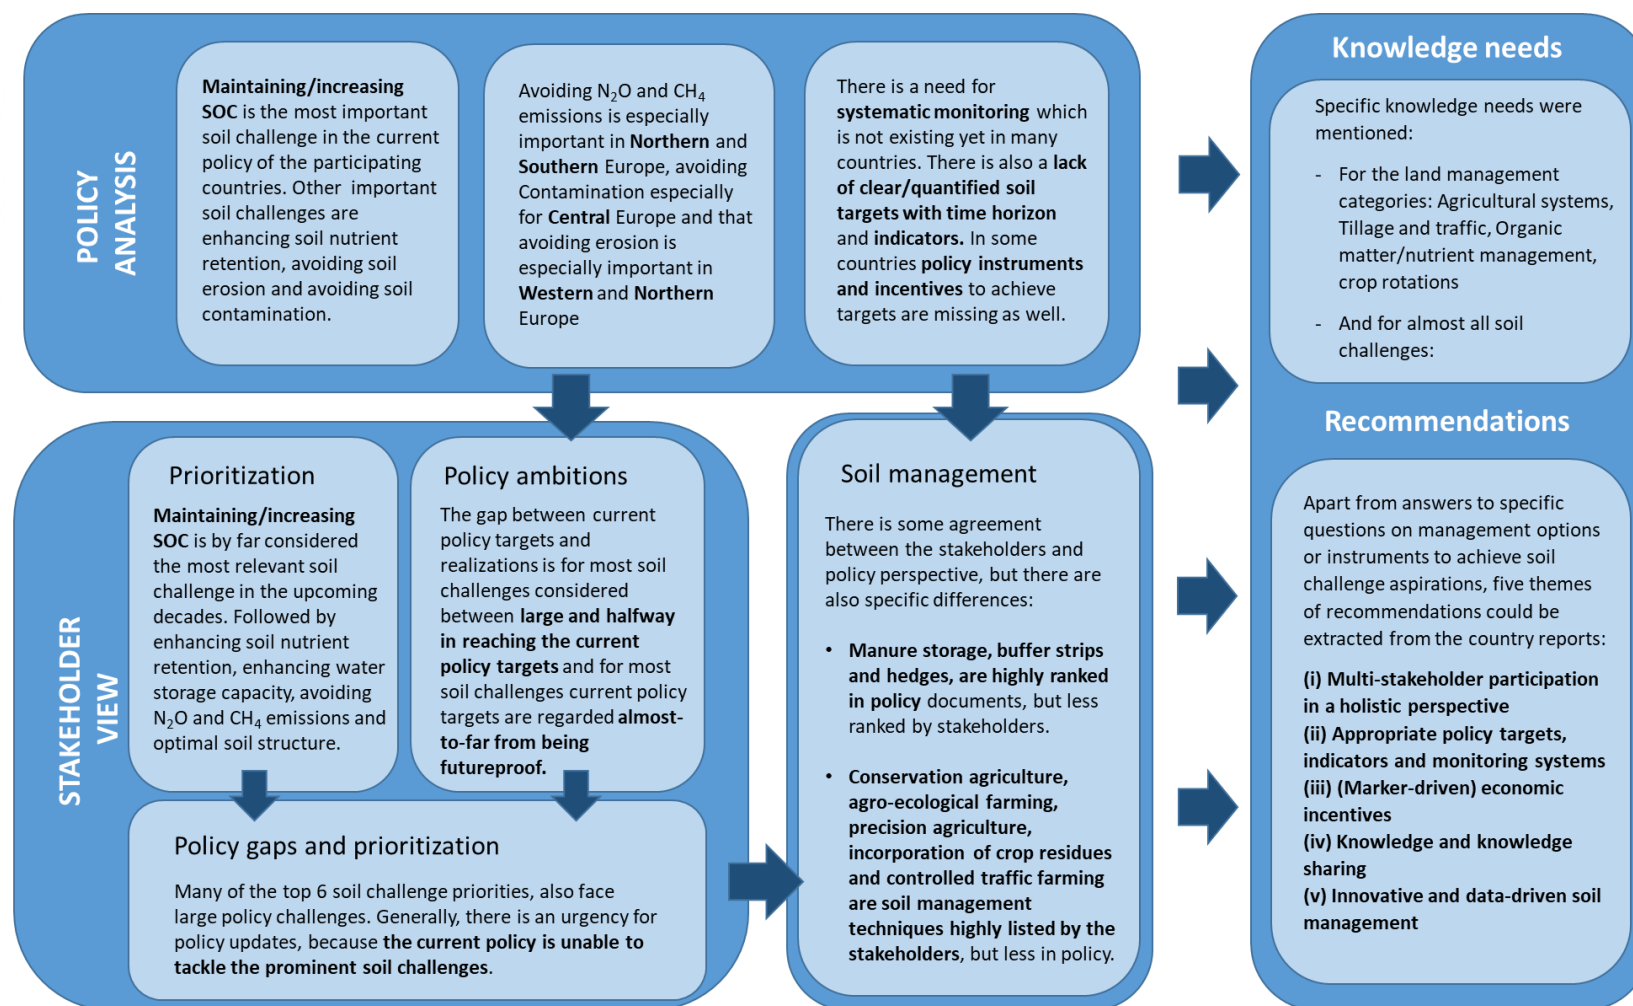 POLICY
ANALYSIS
Maintaining/increasing
SOC is the most important
soil challenge in the current
policy of the participating
countries. Other important
soil challenges are
enhancing soil nutrient
retention, avoiding soil
erosion and avoiding soil
contamination.
Avoiding N₂O and CH₄
emissions is especially
important in Northern and
Southern Europe, avoiding
Contamination especially
for Central Europe and that
avoiding erosion is
especially important in
Western and Northern
Europe
There is a need for
systematic monitoring which
is not existing yet in many
countries. There is also a lack
of clear/quantified soil
targets with time horizon
and indicators. In some
countries policy instruments
and incentives to achieve
targets are missing as well.
STAKEHOLDER
VIEW
Prioritization
Maintaining/increasing
SOC is by far considered
the most relevant soil
challenge in the upcoming
decades. Followed by
enhancing soil nutrient
retention, enhancing water
storage capacity, avoiding
N₂O and CH₄ emissions and
optimal soil structure.
Policy ambitions
The gap between current
policy targets and
realizations is for most soil
challenges considered
between large and halfway
in reaching the current
policy targets and for most
soil challenges current policy
targets are regarded almost-
to-far from being
futureproof.
Policy gaps and prioritization
Many of the top 6 soil challenge priorities, also face
large policy challenges. Generally, there is an urgency for
policy updates, because the current policy is unable to
tackle the prominent soil challenges.
Soil management
There is some agreement
between the stakeholders and
policy perspective, but there are
also specific differences:
• Manure storage, buffer strips
and hedges, are highly ranked
in policy documents, but less
ranked by stakeholders.
• Conservation agriculture,
agro-ecological farming,
precision agriculture,
incorporation of crop residues
and controlled traffic farming
are soil management
techniques highly listed by the
stakeholders, but less in policy.
Knowledge needs
Specific knowledge needs were
mentioned:
- For the land management
categories: Agricultural systems,
Tillage and traffic, Organic
matter/nutrient management,
crop rotations
- And for almost all soil
challenges:
Recommendations
Apart from answers to specific
questions on management options
or instruments to achieve soil
challenge aspirations, five themes
of recommendations could be
extracted from the country reports:
(i) Multi-stakeholder participation
in a holistic perspective
(ii) Appropriate policy targets,
indicators and monitoring systems
(iii) (Marker-driven) economic
incentives
(iv) Knowledge and knowledge
sharing
(v) Innovative and data-driven soil
management